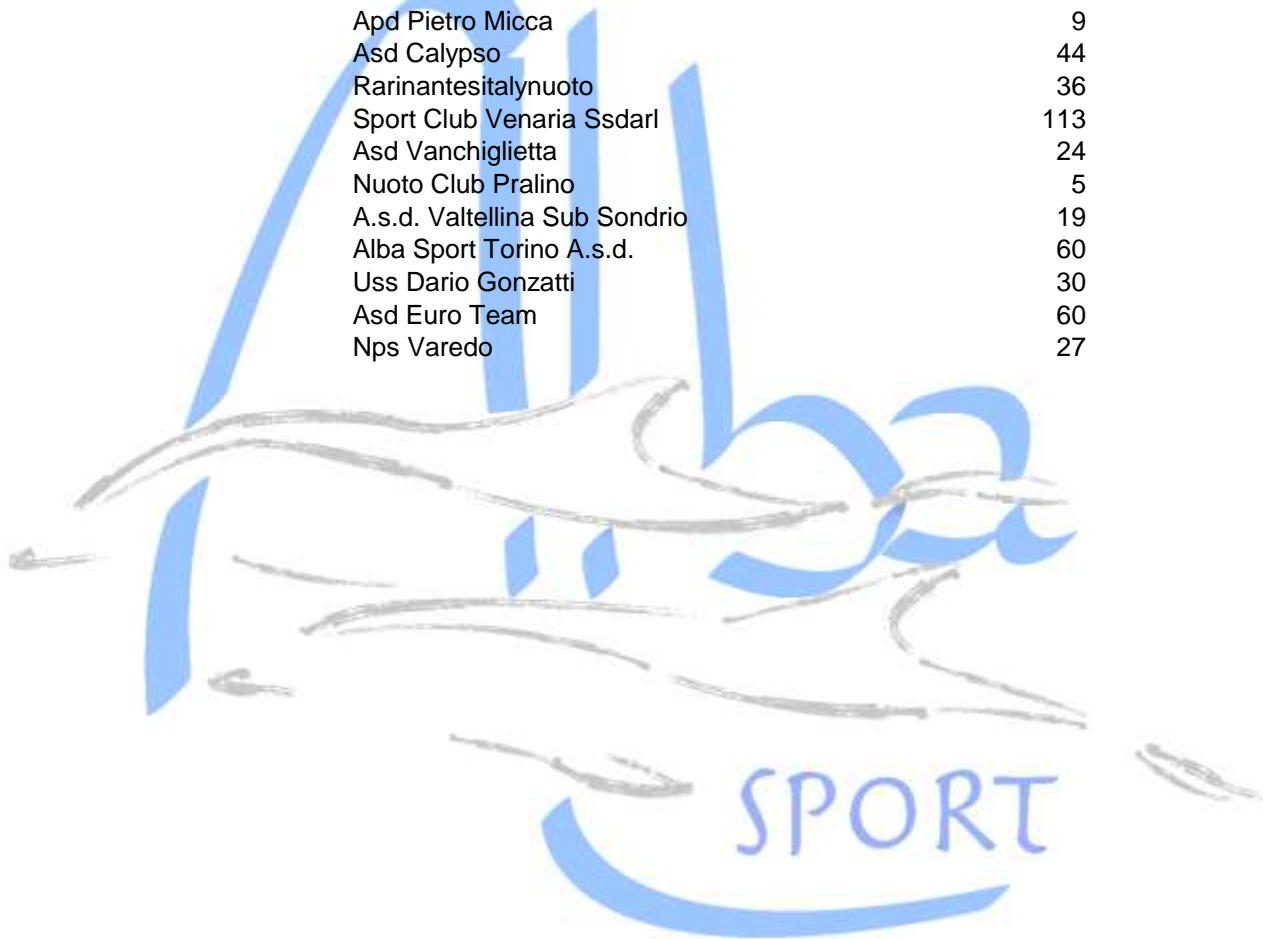 Apd Pietro Micca 9
Asd Calypso 44
Rarinantesitalynuoto 36
Sport Club Venaria Ssdarl 113
Asd Vanchiglietta 24
Nuoto Club Pralino 5
A.s.d. Valtellina Sub Sondrio 19
Alba Sport Torino A.s.d. 60
Uss Dario Gonzatti 30
Asd Euro Team 60
Nps Varedo 27
Alba
SPORT